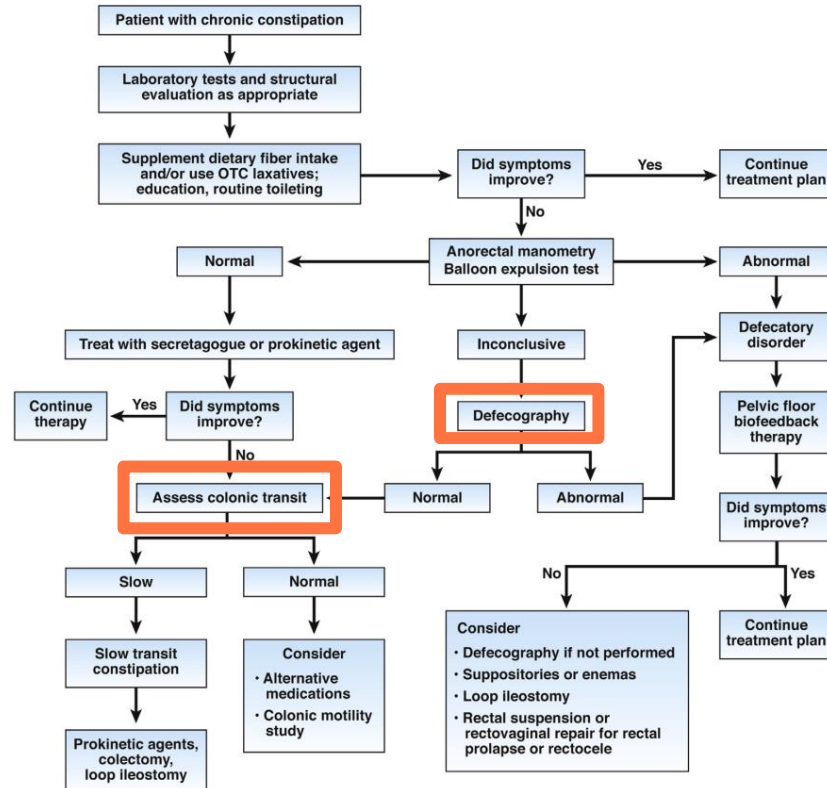 Patient with chronic constipation
Laboratory tests and structural
evaluation as appropriate
Supplement dietary fiber intake
and/or use OTC laxatives;
education, routine toileting
Did symptoms
improve?
Yes
Continue
treatment plan
No
Anorectal manometry
Balloon expulsion test
Normal
Abnormal
Treat with secretagogue or prokinetic agent
Inconclusive
Defecatory
disorder
Continue
therapy
Yes
Did symptoms
improve?
Defecography
Pelvic floor
biofeedback
therapy
No
Assess colonic transit
Normal
Abnormal
Did symptoms
improve?
Slow
Normal
No
Yes
Slow transit
constipation
Consider
· Alternative
medications
· Colonic motility
study
Consider
· Defecography if not performed
· Suppositories or enemas
· Loop ileostomy
· Rectal suspension or
rectovaginal repair for rectal
prolapse or rectocele
Continue
treatment plan
Prokinetic agents,
colectomy,
loop ileostomy